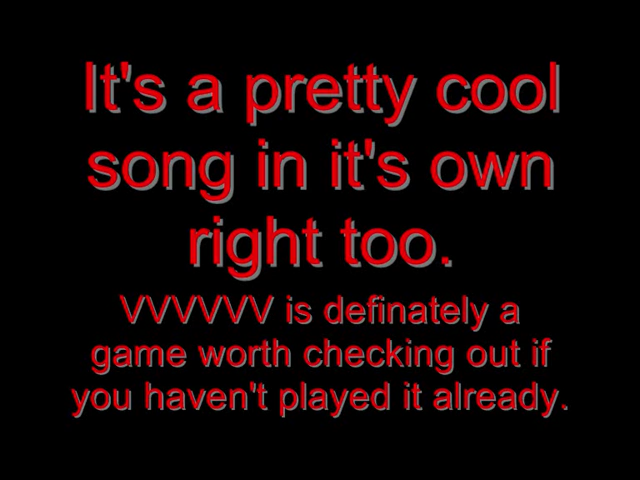 It's a pretty cool
song in it's own
right too.
VVVVVV is definately a
game worth checking out if
you haven't played it already.